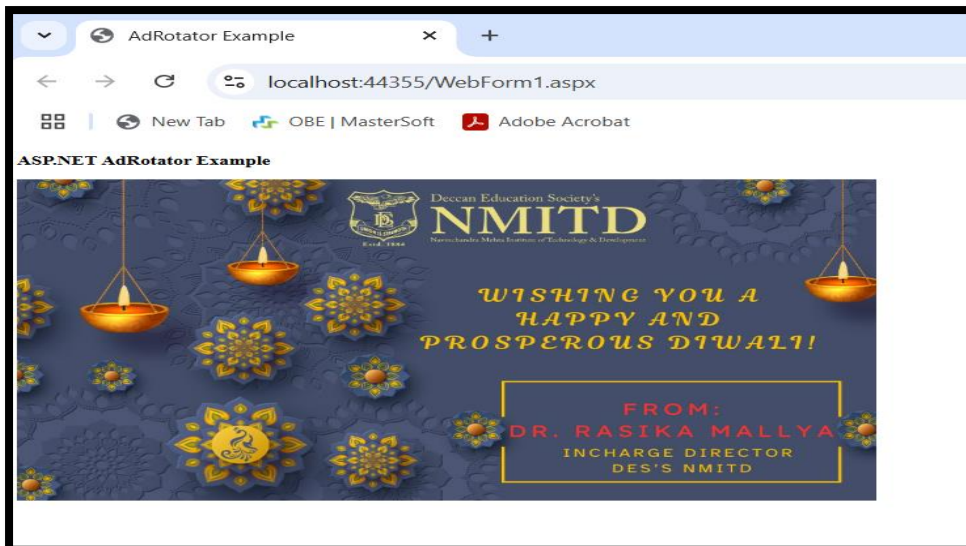 AdRotator Example
localhost:44355/WebForm1.aspx
New Tab
OBE | MasterSoft
Adobe Acrobat
ASP.NET AdRotator Example
Deccan Education Society's
NMITD
Navinchandra Mehta Institute of Technology & Development
Estd. 1884
WISHING YOU A
HAPPY AND
PROSPEROUS DIWALI!
FROM:
DR. RASIKA MALLYA
INCHARGE DIRECTOR
DES'S NMITD